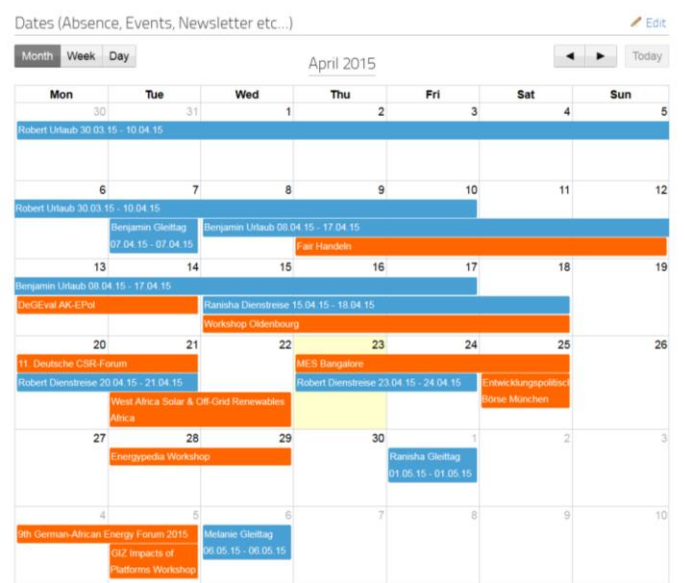 Dates (Absence, Events, Newsletter etc...)
Edit
Month Week Day
April 2015
◄ ► Today
Mon Tue Wed Thu Fri Sat Sun
30 31 1 2 3 4 5
Robert Urlaub 30.03.15 - 10.04.15
6 7 8 9 10 11 12
Robert Urlaub 30.03.15 - 10.04.15
Benjamin Gleittag
07.04.15 - 07.04.15
Benjamin Urlaub 08.04.15 - 17.04.15
Fair Handeln
13 14 15 16 17 18 19
Benjamin Urlaub 08.04.15 - 17.04.15
DeGEval AK-EPol
Ranisha Dienstreise 15.04.15 - 18.04.15
Workshop Oldenbourg
20 21 22 23 24 25 26
11. Deutsche CSR-Forum
MES Bangalore
Robert Dienstreise 20.04.15 - 21.04.15
Robert Dienstreise 23.04.15 - 24.04.15
Entwicklungspolitiscl
Börse München
West Africa Solar & Off-Grid Renewables
Africa
27 28 29 30 1 2 3
Energypedia Workshop
Ranisha Gleittag
01.05.15 - 01.05.15
4 5 6 7 8 9 10
9th German-African Energy Forum 2015
Melanie Gleittag
06.05.15 - 06.05.15
GIZ Impacts of
Platforms Workshop